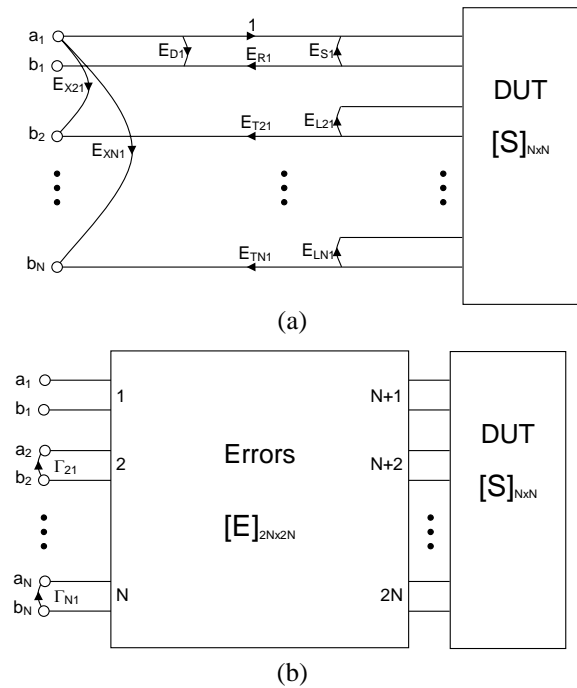 a1 1
ED1 ER1 ES1
b1
EX21
DUT
b2 ET21 EL21
[S]NxN
EXN1
bN ETN1 ELN1
(a)
a1
1 N+1
b1
DUT
a2
Γ21 2 Errors N+2
b2
[S]NxN
[E]2Nx2N
aN
ΓN1 N 2N
bN
(b)